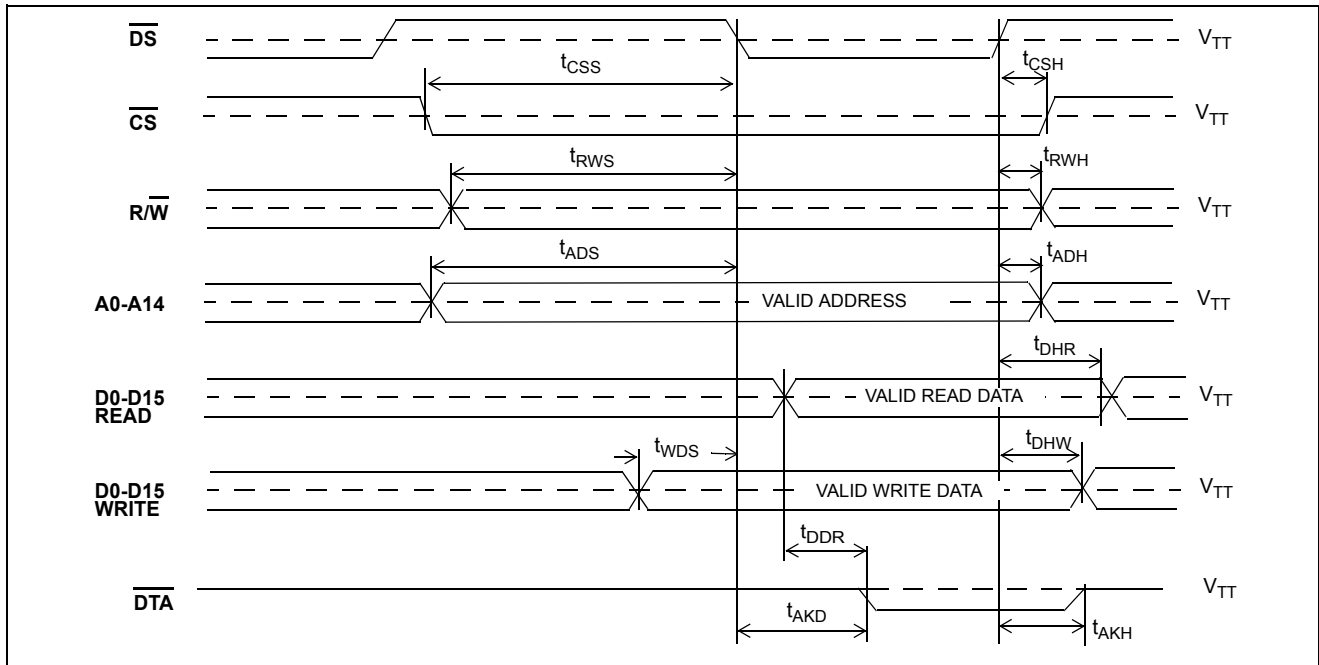 DS VTT
tCSS tCSH
CS VTT
tRWS tRWH
R/W VTT
tADS tADH
A0-A14 VALID ADDRESS VTT
tDHR
D0-D15
READ VALID READ DATA VTT
tWDS tDHW
D0-D15
WRITE VALID WRITE DATA VTT
tDDR
DTA VTT
tAKD tAKH